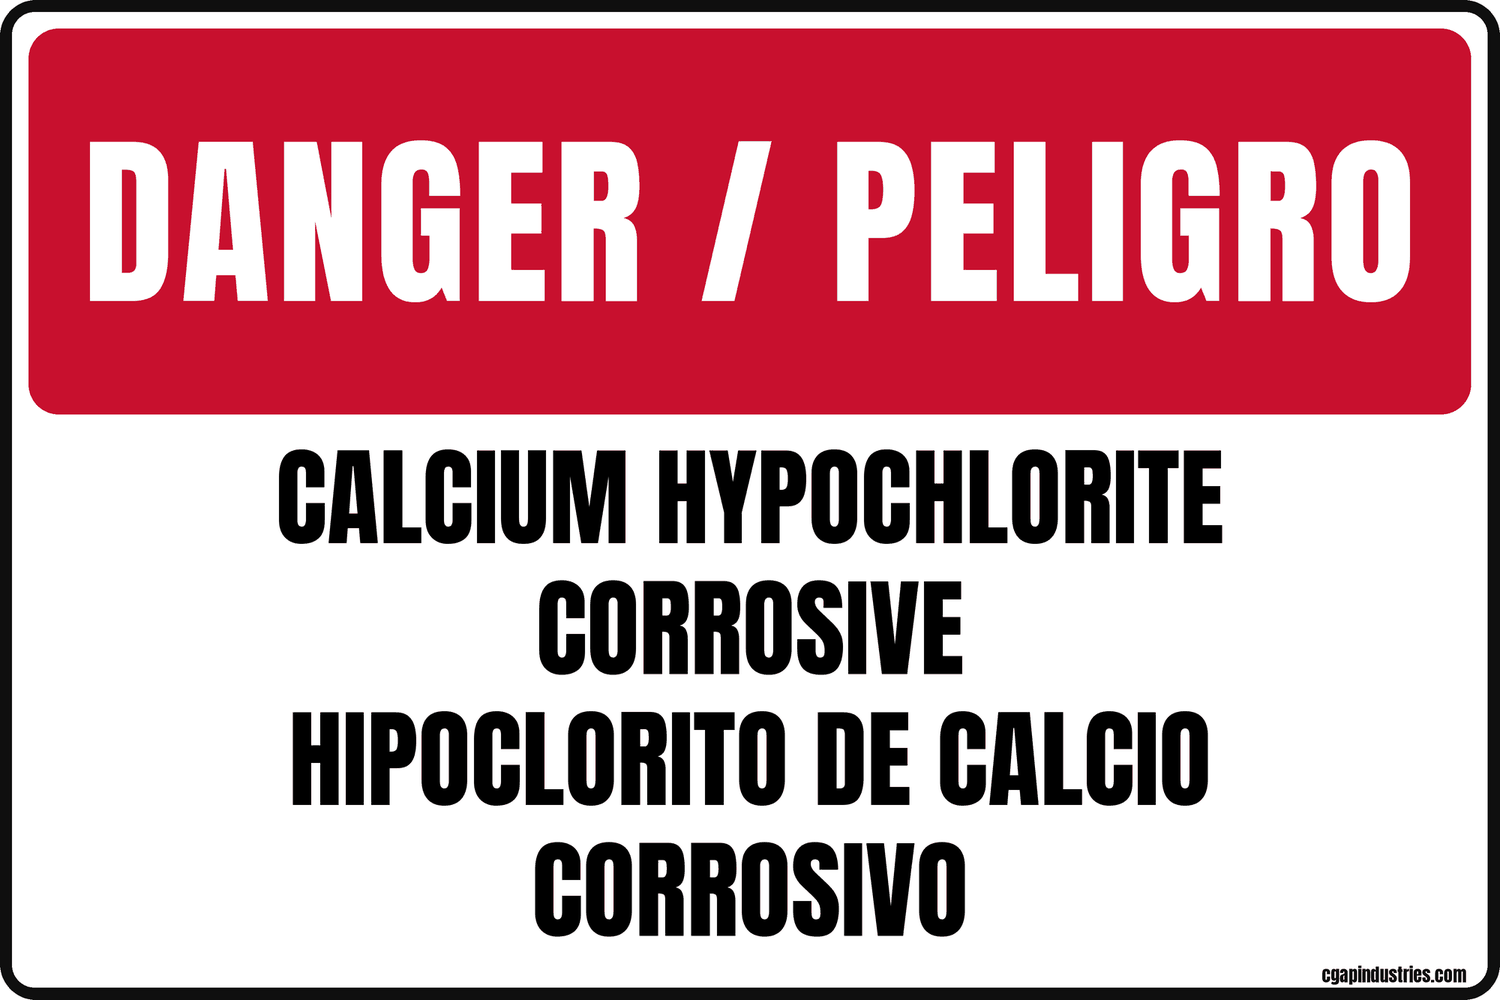 DANGER / PELIGRO
CALCIUM HYPOCHLORITE
CORROSIVE
HIPOCLORITO DE CALCIO
CORROSIVO
cgapindustries.com